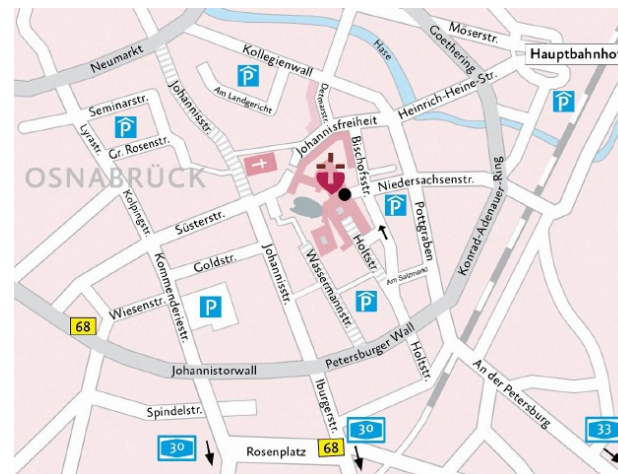 Neumarkt
Kollegienwall
Hase
Goethering
Möserstr.
Hauptbahnhof
P
Am Landgericht
Detmarstr.
Heinrich-Heine-Str.
P
Seminarstr.
P
Johannisstr.
Johannisfreiheit
Lyrastr.
Gr. Rosenstr.
Bischofsstr.
OSNABRÜCK
Niedersachsenstr.
P
Kolpingstr.
Süsterstr.
Pottgraben
Konrad-Adenauer-Ring
Goldstr.
Johannisstr.
Wassermannstr.
Holtstr.
Am Salzmarkt
Kommenderiestr.
Wiesenstr.
P
P
68
Petersburger Wall
Johannistorwall
Holtstr.
An der Petersburg
Iburgerstr.
Spindelstr.
30
Rosenplatz
68
30
33